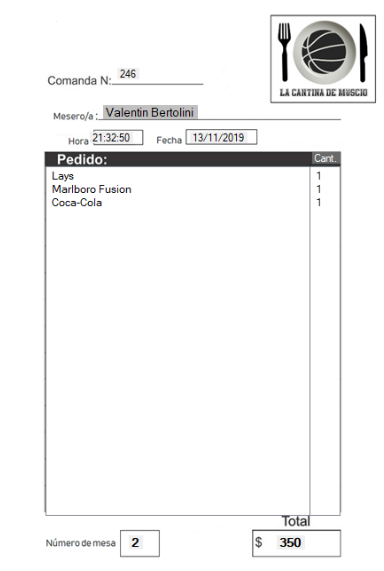 LA CANTINA DE MUSCIO
Comanda N: 246
Mesero/a : Valentin Bertolini
Hora 21:32:50 Fecha 13/11/2019
Pedido: Cant.
Lays 1
Marlboro Fusion 1
Coca-Cola 1
Total
Número de mesa 2 $ 350